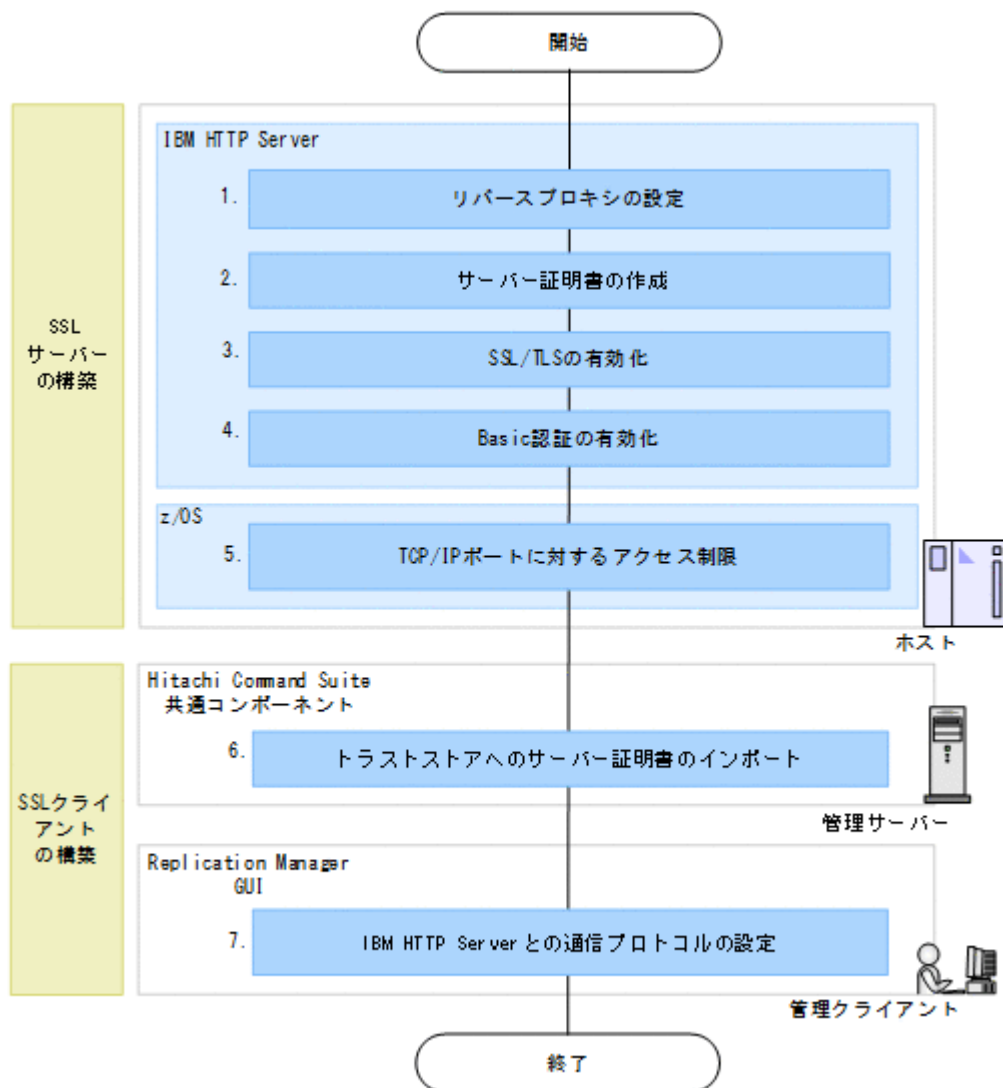 開始
IBM HTTP Server
1. リバースプロキシの設定
2. サーバー証明書の作成
3. SSL/TLSの有効化
4. Basic認証の有効化
SSL
サーバー
の構築
z/OS
5. TCP/IPポートに対するアクセス制限
ホスト
Hitachi Command Suite
共通コンポーネント
6. トラストストアへのサーバー証明書のインポート
管理サーバー
SSLクライ
アント
の構築
Replication Manager
GUI
7. IBM HTTP Serverとの通信プロトコルの設定
管理クライアント
終了